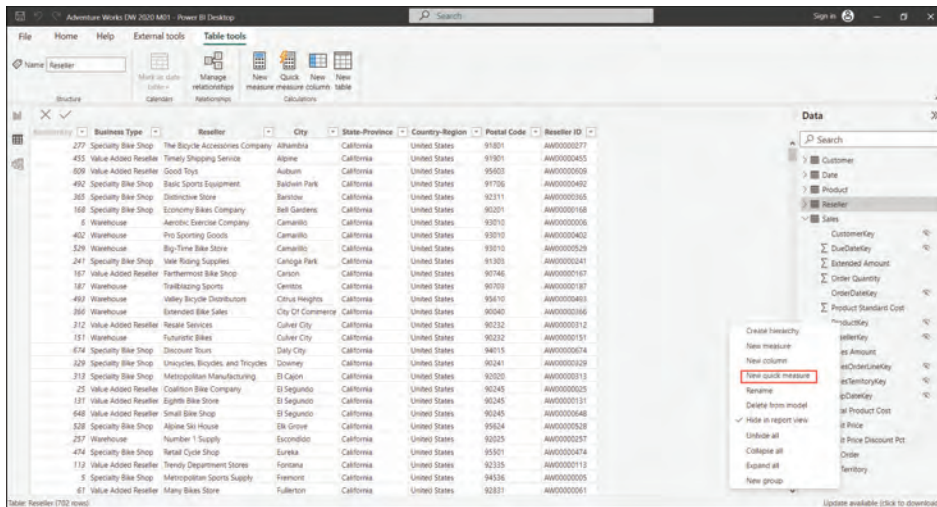 Adventure Works DW 2020 M01 - Power BI Desktop
Search
Sign in
File Home Help External tools Table tools
Name Reseller
Mark as date table
Manage relationships
New measure
Quick measure
New column
New table
Structure Calendars Relationships Calculations
Business Type Reseller City State-Province Country-Region Postal Code Reseller ID
277 Specialty Bike Shop The Bicycle Accessories Company Alhambra California United States 91801 AW00000277
455 Value Added Reseller Timely Shipping Service Alpine California United States 91901 AW00000455
609 Value Added Reseller Good Toys Auburn California United States 95603 AW00000609
492 Specialty Bike Shop Basic Sports Equipment Baldwin Park California United States 91706 AW00000492
365 Specialty Bike Shop Distinctive Store Barstow California United States 92311 AW00000365
168 Specialty Bike Shop Economy Bikes Company Bell Gardens California United States 90201 AW00000168
6 Warehouse Aerobic Exercise Company Camarillo California United States 93010 AW00000006
402 Warehouse Pro Sporting Goods Camarillo California United States 93010 AW00000402
529 Warehouse Big-Time Bike Store Camarillo California United States 93010 AW00000529
241 Specialty Bike Shop Vale Riding Supplies Canoga Park California United States 91303 AW00000241
167 Value Added Reseller Farthermost Bike Shop Carson California United States 90746 AW00000167
187 Warehouse Trailblazing Sports Cerritos California United States 90703 AW00000187
493 Warehouse Valley Bicycle Distributors Citrus Heights California United States 95610 AW00000493
366 Warehouse Extended Bike Sales City Of Commerce California United States 90040 AW00000366
312 Value Added Reseller Resale Services Culver City California United States 90232 AW00000312
151 Warehouse Futuristic Bikes Culver City California United States 90232 AW00000151
674 Specialty Bike Shop Discount Tours Daly City California United States 94015 AW00000674
329 Specialty Bike Shop Unicycles, Bicycles, and Tricycles Downey California United States 90241 AW00000329
313 Specialty Bike Shop Metropolitan Manufacturing El Cajon California United States 92020 AW00000313
25 Value Added Reseller Coalition Bike Company El Segundo California United States 90245 AW00000025
131 Value Added Reseller Eighth Bike Store El Segundo California United States 90245 AW00000131
648 Value Added Reseller Small Bike Shop El Segundo California United States 90245 AW00000648
528 Specialty Bike Shop Alpine Ski House Elk Grove California United States 95624 AW00000528
257 Warehouse Number 1 Supply Escondido California United States 92025 AW00000257
474 Specialty Bike Shop Retail Cycle Shop Eureka California United States 95501 AW00000474
113 Value Added Reseller Trendy Department Stores Fontana California United States 92335 AW00000113
5 Specialty Bike Shop Metropolitan Sports Supply Fremont California United States 94536 AW00000005
61 Value Added Reseller Many Bikes Store Fullerton California United States 92831 AW00000061
Data
Search
Customer
Date
Product
Reseller
Sales
CustomerKey
DueDateKey
Extended Amount
Order Quantity
OrderDateKey
Product Standard Cost
ProductKey
sellerKey
es Amount
esOrderLineKey
esTerritoryKey
ipDateKey
al Product Cost
it Price
it Price Discount Pct
Order
Territory
Create hierarchy
New measure
New column
New quick measure
Rename
Delete from model
Hide in report view
Unhide all
Collapse all
Expand all
New group
Table: Reseller (702 rows)
Update available (click to download